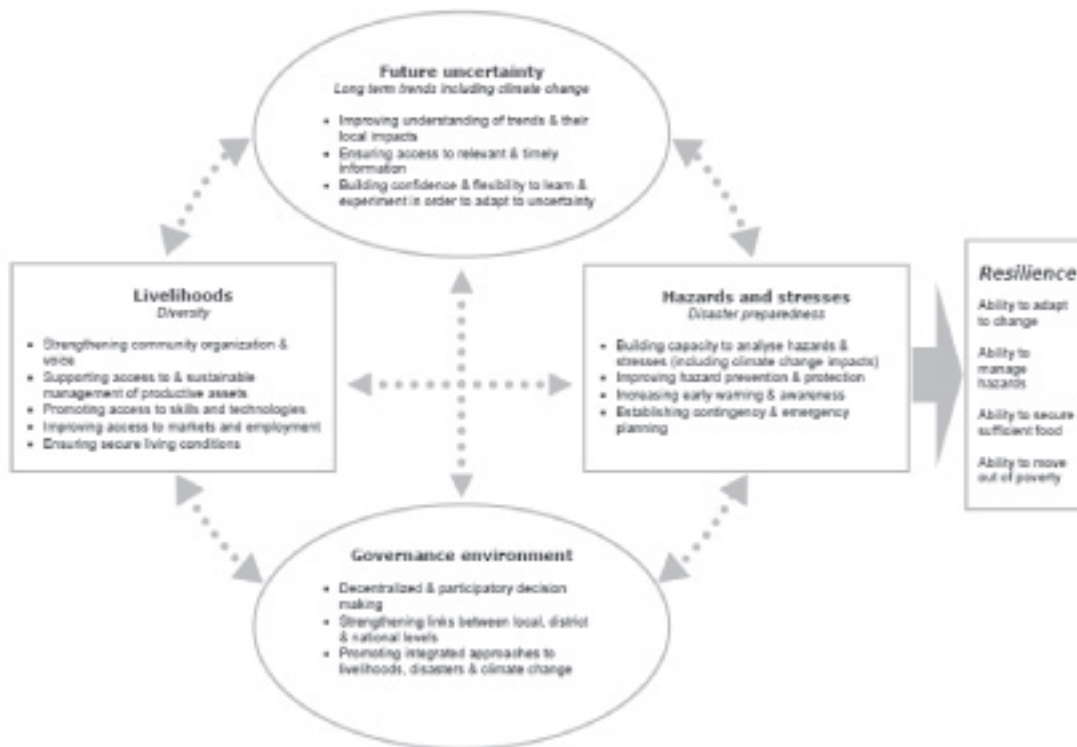 Future uncertainty
Long term trends including climate change
• Improving understanding of trends & their
local impacts
• Ensuring access to relevant & timely
information
• Building confidence & flexibility to learn &
experiment in order to adapt to uncertainty
Livelihoods
Diversity
• Strengthening community organization &
voice
• Supporting access to & sustainable
management of productive assets
• Promoting access to skills and technologies
• Improving access to markets and employment
• Ensuring secure living conditions
Hazards and stresses
Disaster preparedness
• Building capacity to analyse hazards &
stresses (including climate change impacts)
• Improving hazard prevention & protection
• Increasing early warning & awareness
• Establishing contingency & emergency
planning
Resilience
Ability to adapt
to change
Ability to
manage
hazards
Ability to secure
sufficient food
Ability to move
out of poverty
Governance environment
• Decentralized & participatory decision
making
• Strengthening links between local, district
& national levels
• Promoting integrated approaches to
livelihoods, disasters & climate change